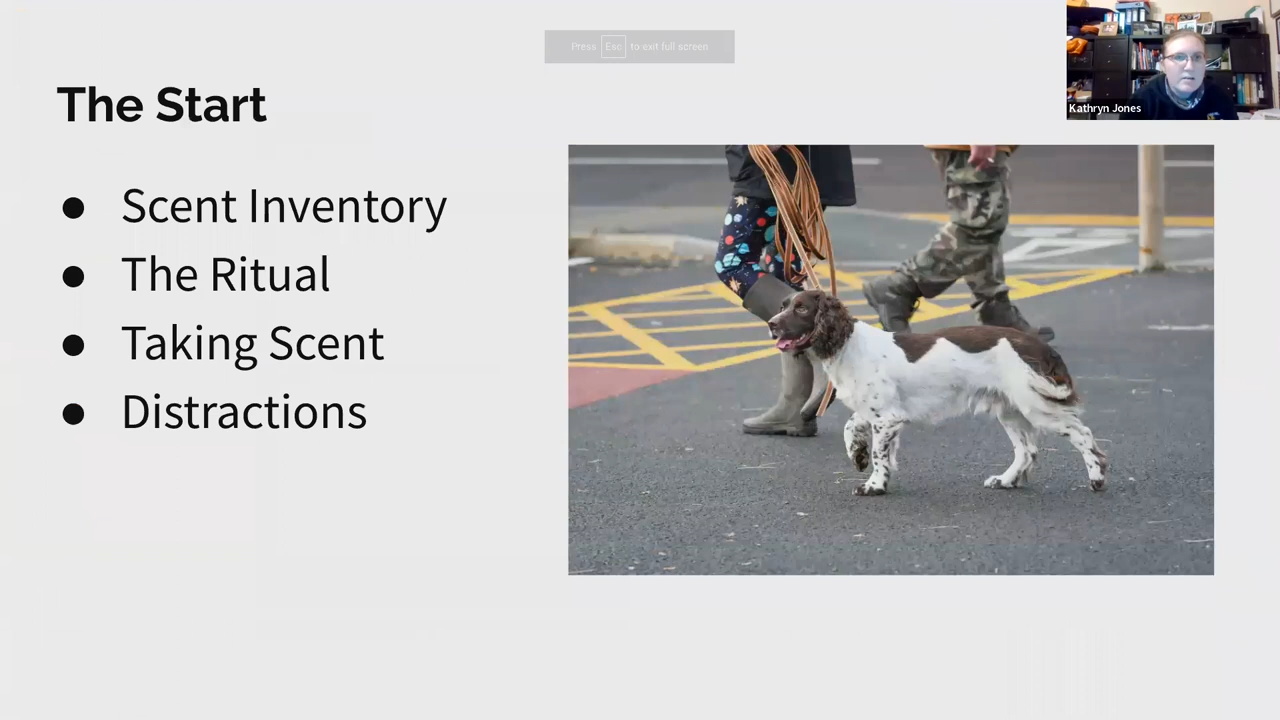 Press Esc to exit full screen
The Start
Kathryn Jones
● Scent Inventory
● The Ritual
● Taking Scent
● Distractions